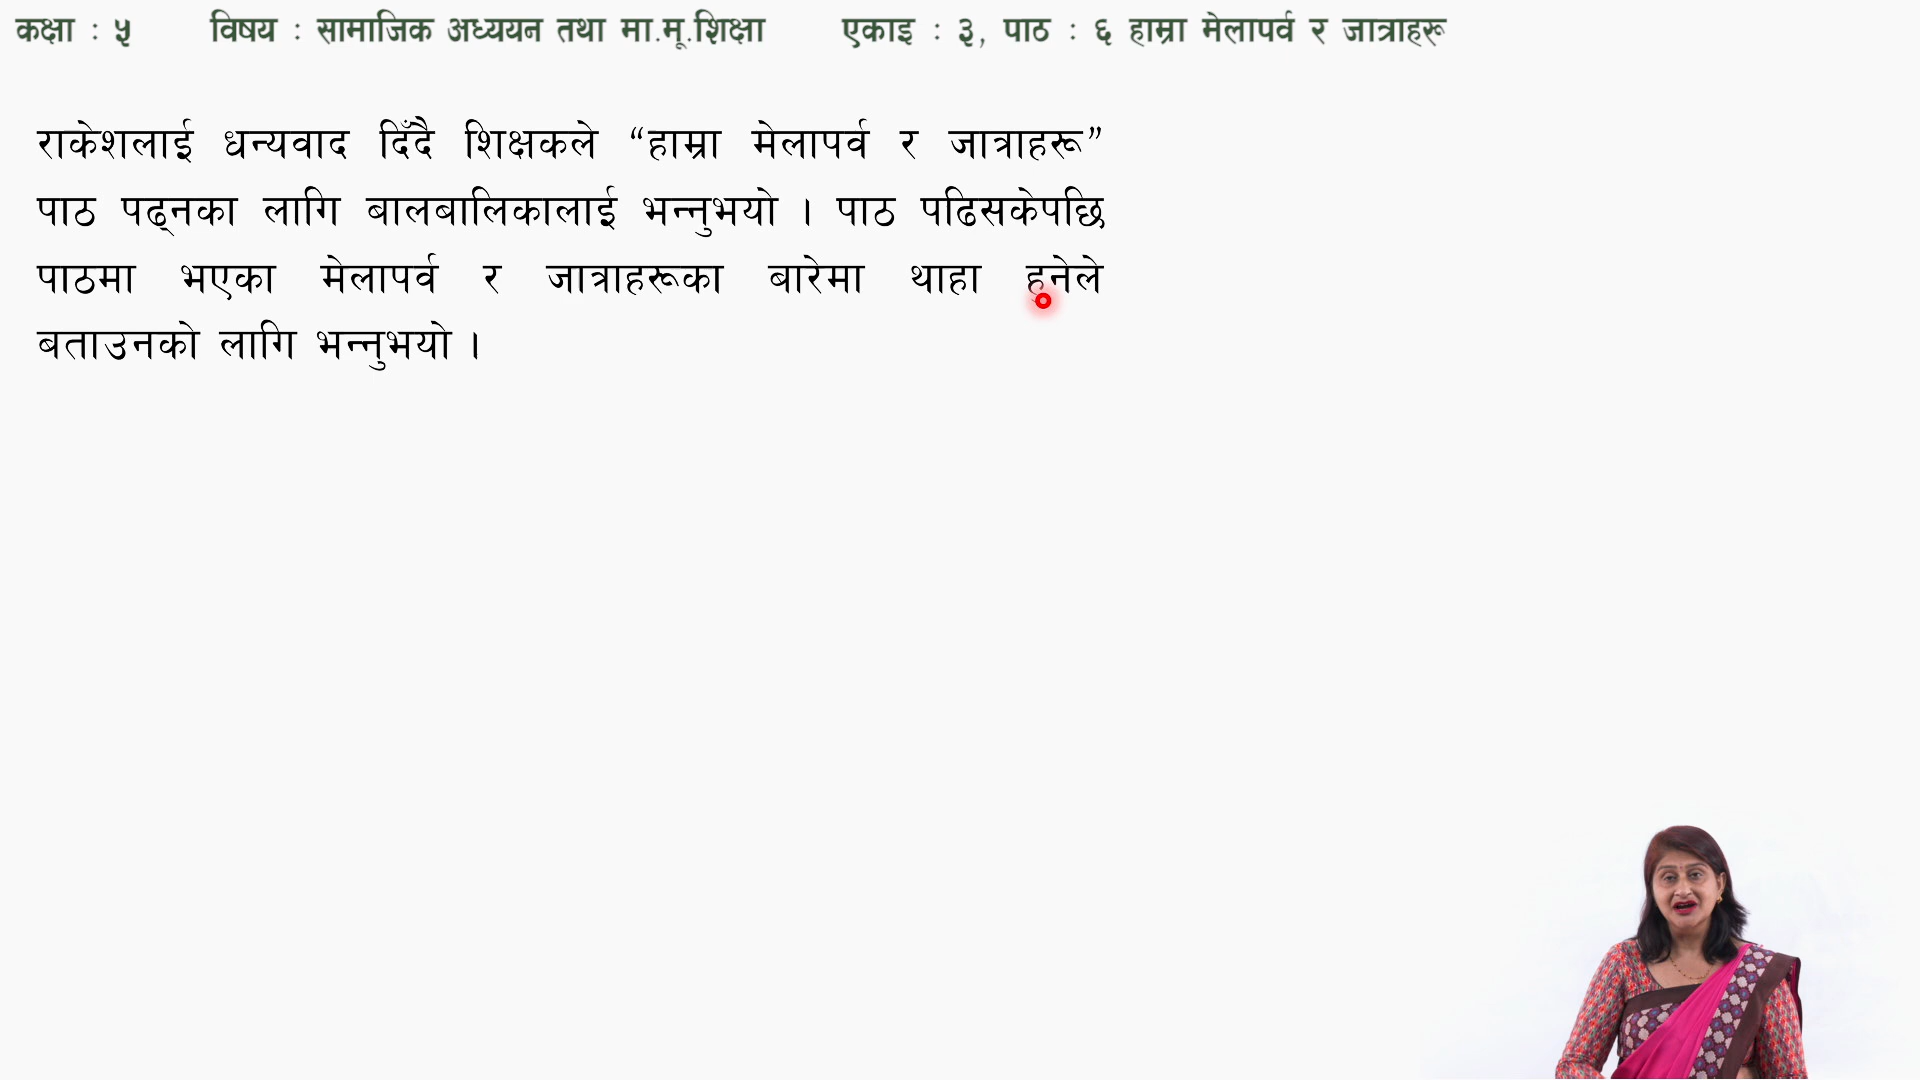 कक्षा : ५ विषय : सामाजिक अध्ययन तथा मा.मू.शिक्षा एकाइ : ३, पाठ : ६ हाम्रा मेलापर्व र जात्राहरू
राकेशलाई धन्यवाद दिँदै शिक्षकले “हाम्रा मेलापर्व र जात्राहरू”
पाठ पढ्नका लागि बालबालिकालाई भन्नुभयो । पाठ पढिसकेपछि
पाठमा भएका मेलापर्व र जात्राहरूका बारेमा थाहा हुनेले
बताउनको लागि भन्नुभयो ।